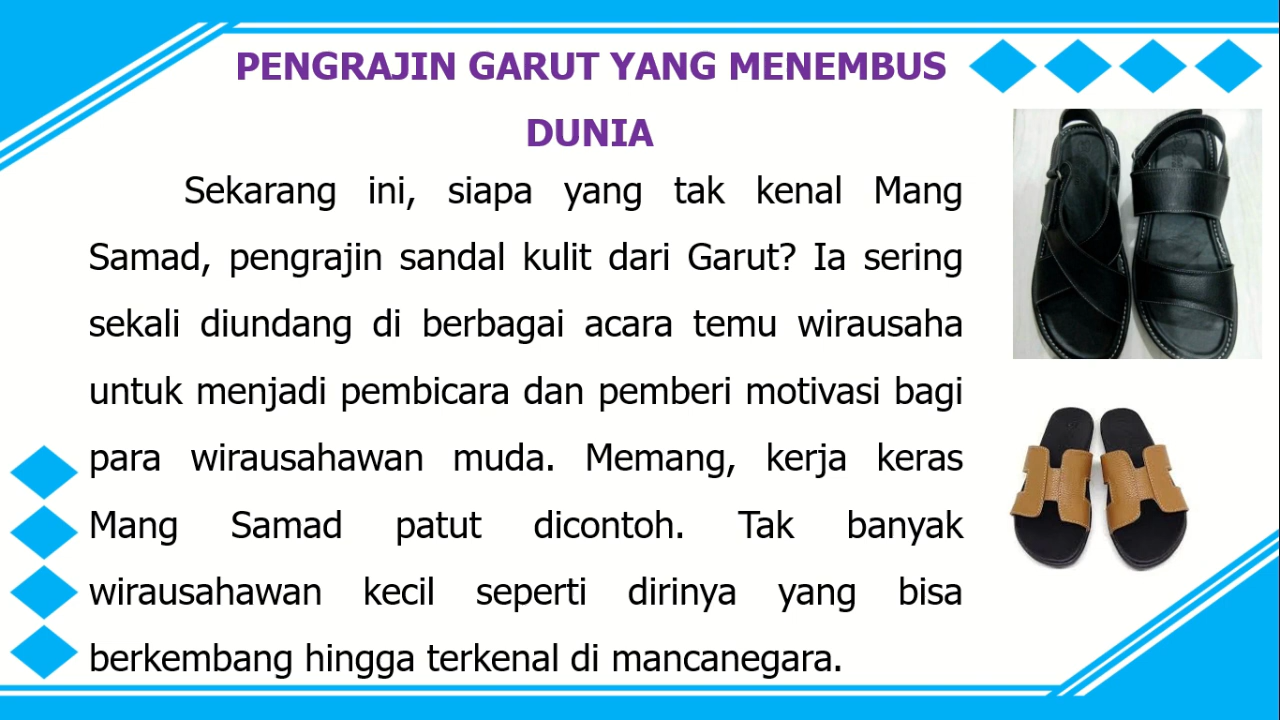 PENGRAJIN GARUT YANG MENEMBUS
DUNIA
Sekarang ini, siapa yang tak kenal Mang
Samad, pengrajin sandal kulit dari Garut? Ia sering
sekali diundang di berbagai acara temu wirausaha
untuk menjadi pembicara dan pemberi motivasi bagi
para wirausahawan muda. Memang, kerja keras
Mang Samad patut dicontoh. Tak banyak
wirausahawan kecil seperti dirinya yang bisa
berkembang hingga terkenal di mancanegara.